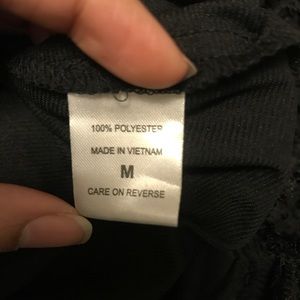 100% POLYESTER
MADE IN VIETNAM
M
CARE ON REVERSE